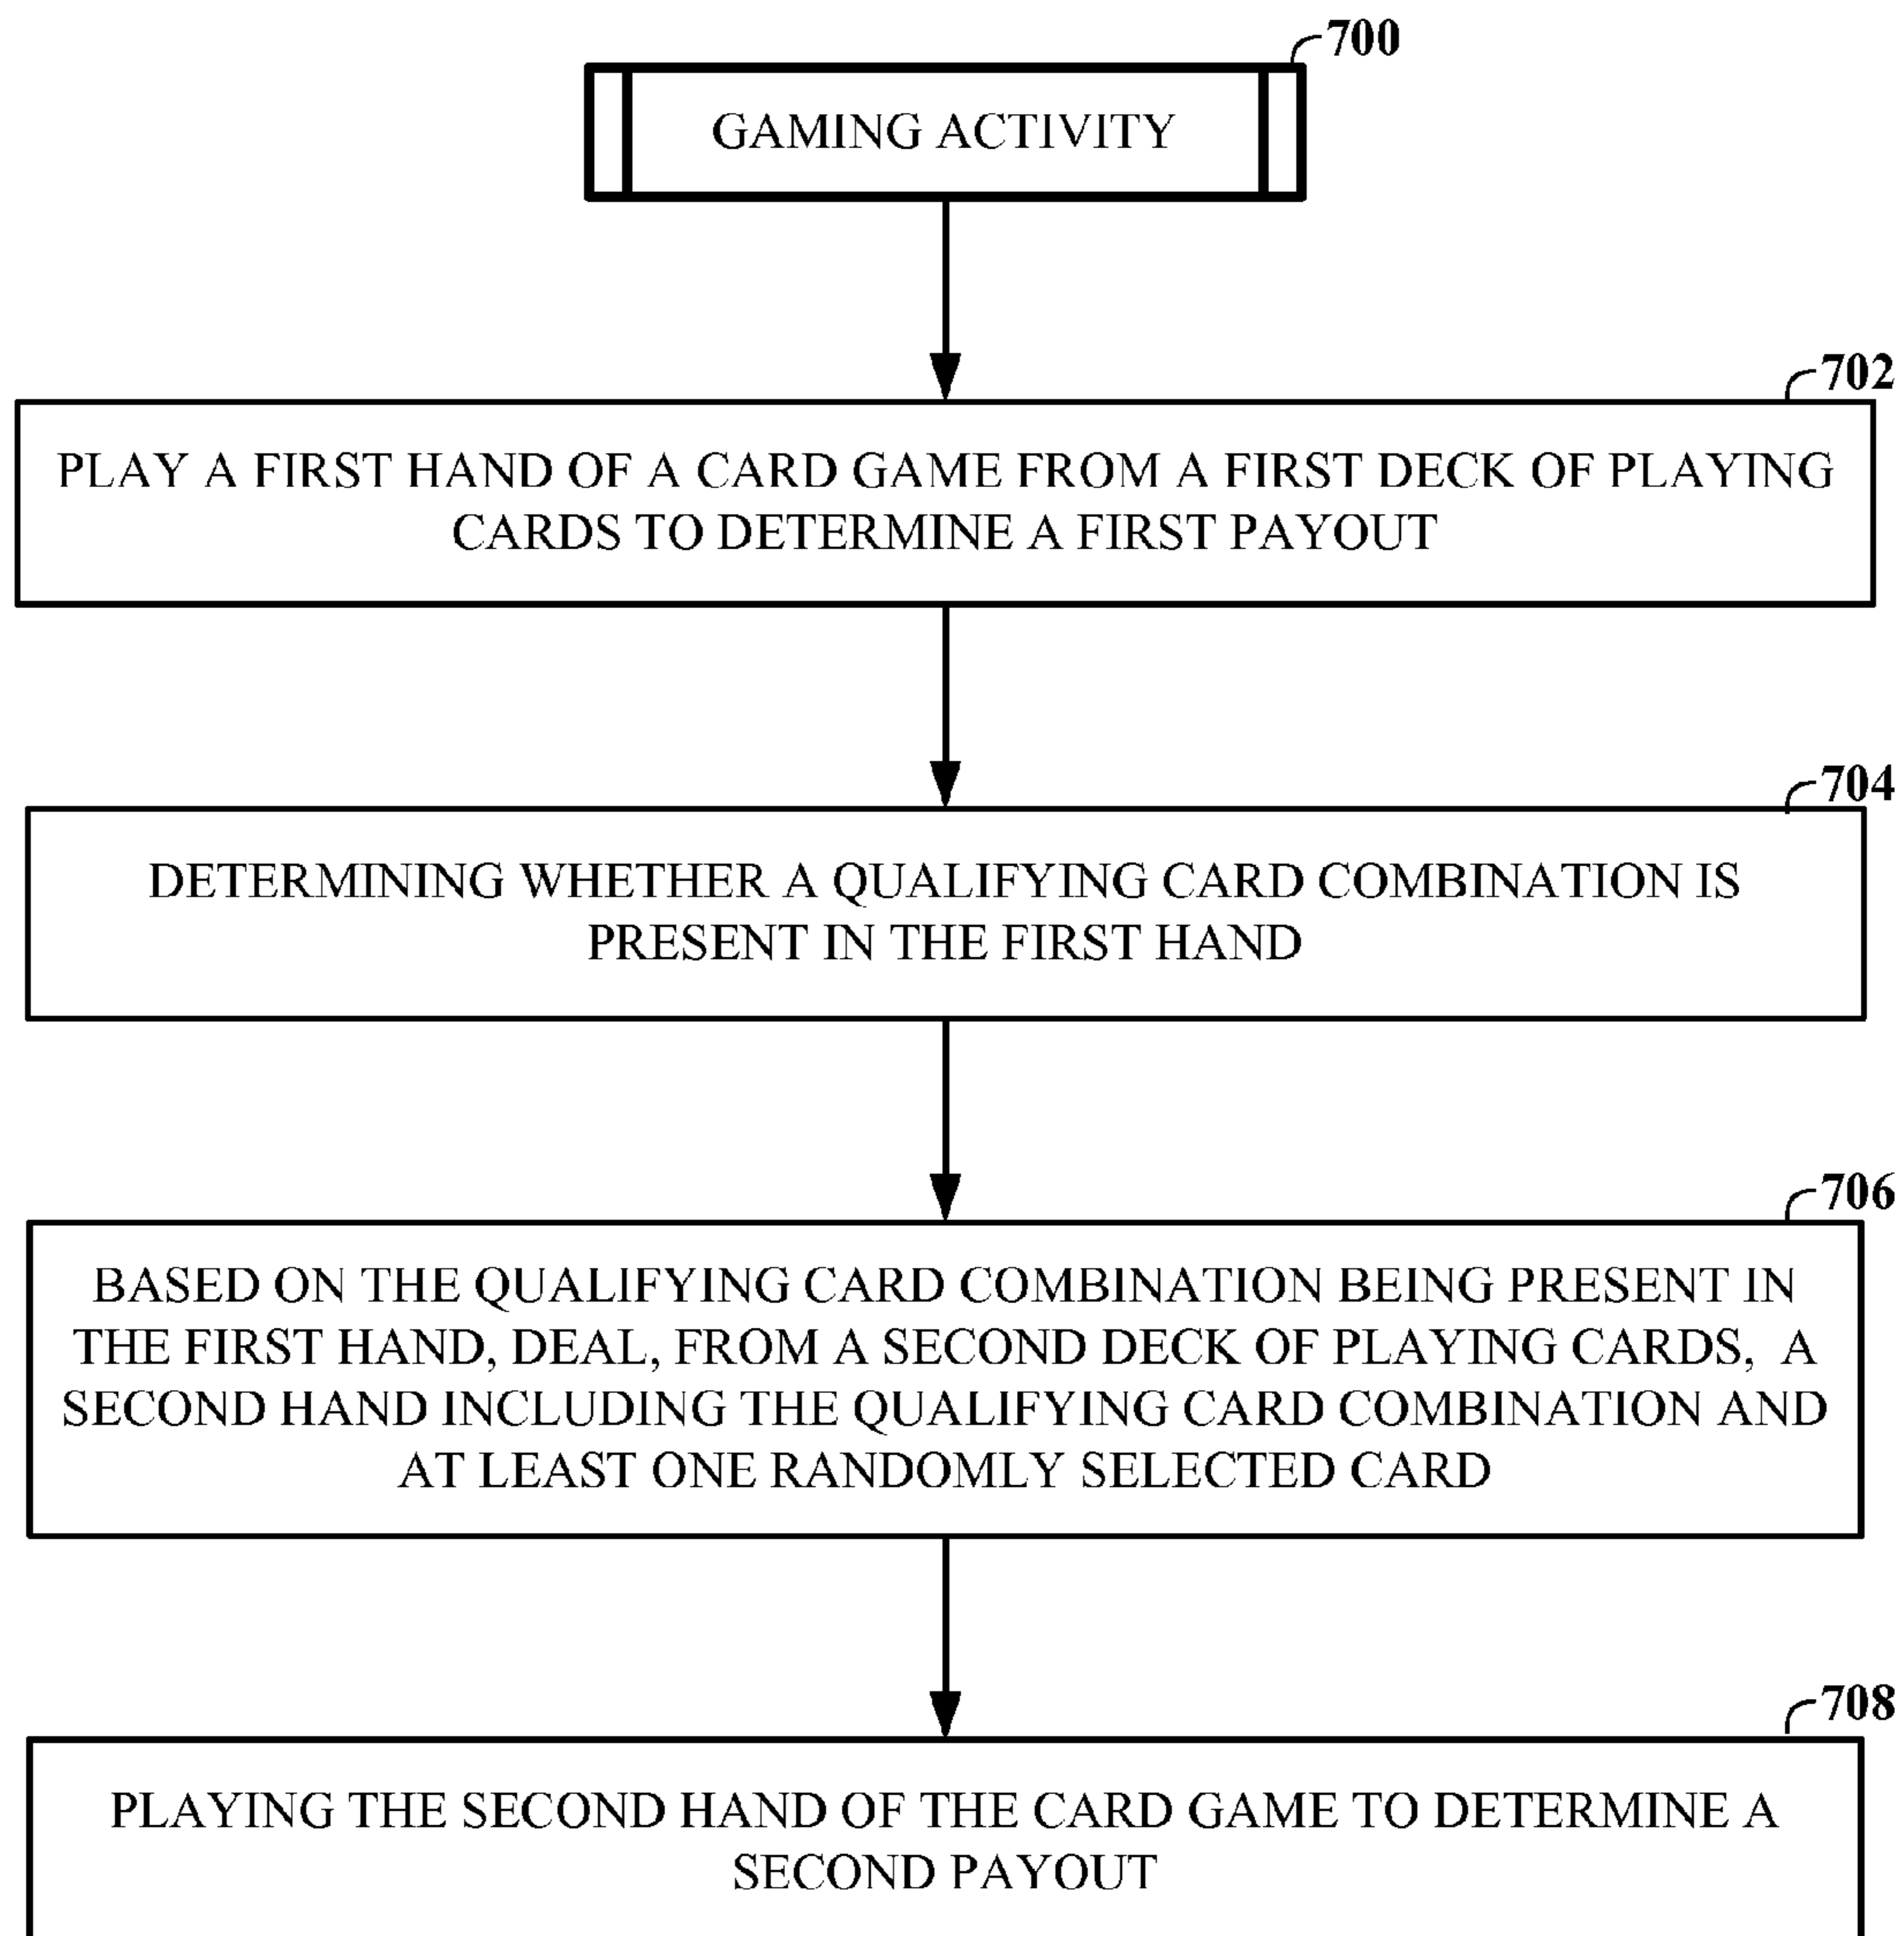 700
GAMING ACTIVITY
702
PLAY A FIRST HAND OF A CARD GAME FROM A FIRST DECK OF PLAYING
CARDS TO DETERMINE A FIRST PAYOUT
704
DETERMINING WHETHER A QUALIFYING CARD COMBINATION IS
PRESENT IN THE FIRST HAND
706
BASED ON THE QUALIFYING CARD COMBINATION BEING PRESENT IN
THE FIRST HAND, DEAL, FROM A SECOND DECK OF PLAYING CARDS, A
SECOND HAND INCLUDING THE QUALIFYING CARD COMBINATION AND
AT LEAST ONE RANDOMLY SELECTED CARD
708
PLAYING THE SECOND HAND OF THE CARD GAME TO DETERMINE A
SECOND PAYOUT